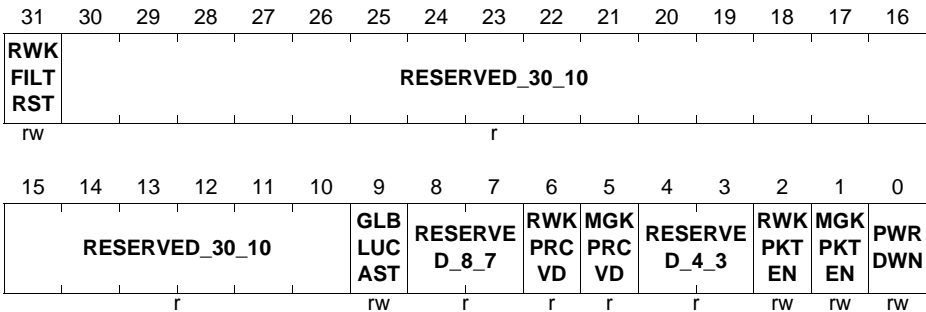 31 30 29 28 27 26 25 24 23 22 21 20 19 18 17 16
RWK
FILT
RST
RESERVED_30_10
rw r
15 14 13 12 11 10 9 8 7 6 5 4 3 2 1 0
RESERVED_30_10
GLB
LUC
AST
RESERVE
D_8_7
RWK
PRC
VD
MGK
PRC
VD
RESERVE
D_4_3
RWK
PKT
EN
MGK
PKT
EN
PWR
DWN
r rw r r r r rw rw rw